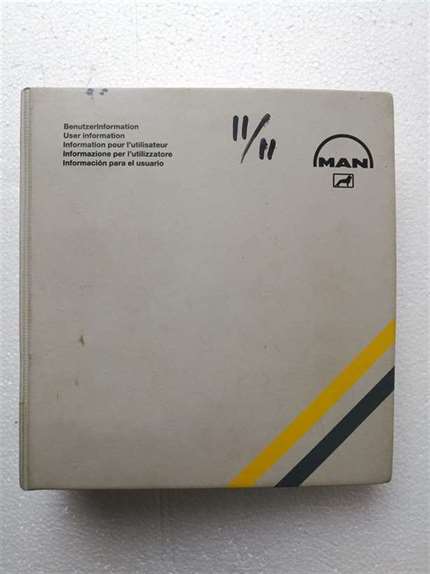 BenutzerInformation
User information
Information pour l'utilisateur
Informazione per l'utilizzatore
Información para el usuario
11/11
MAN